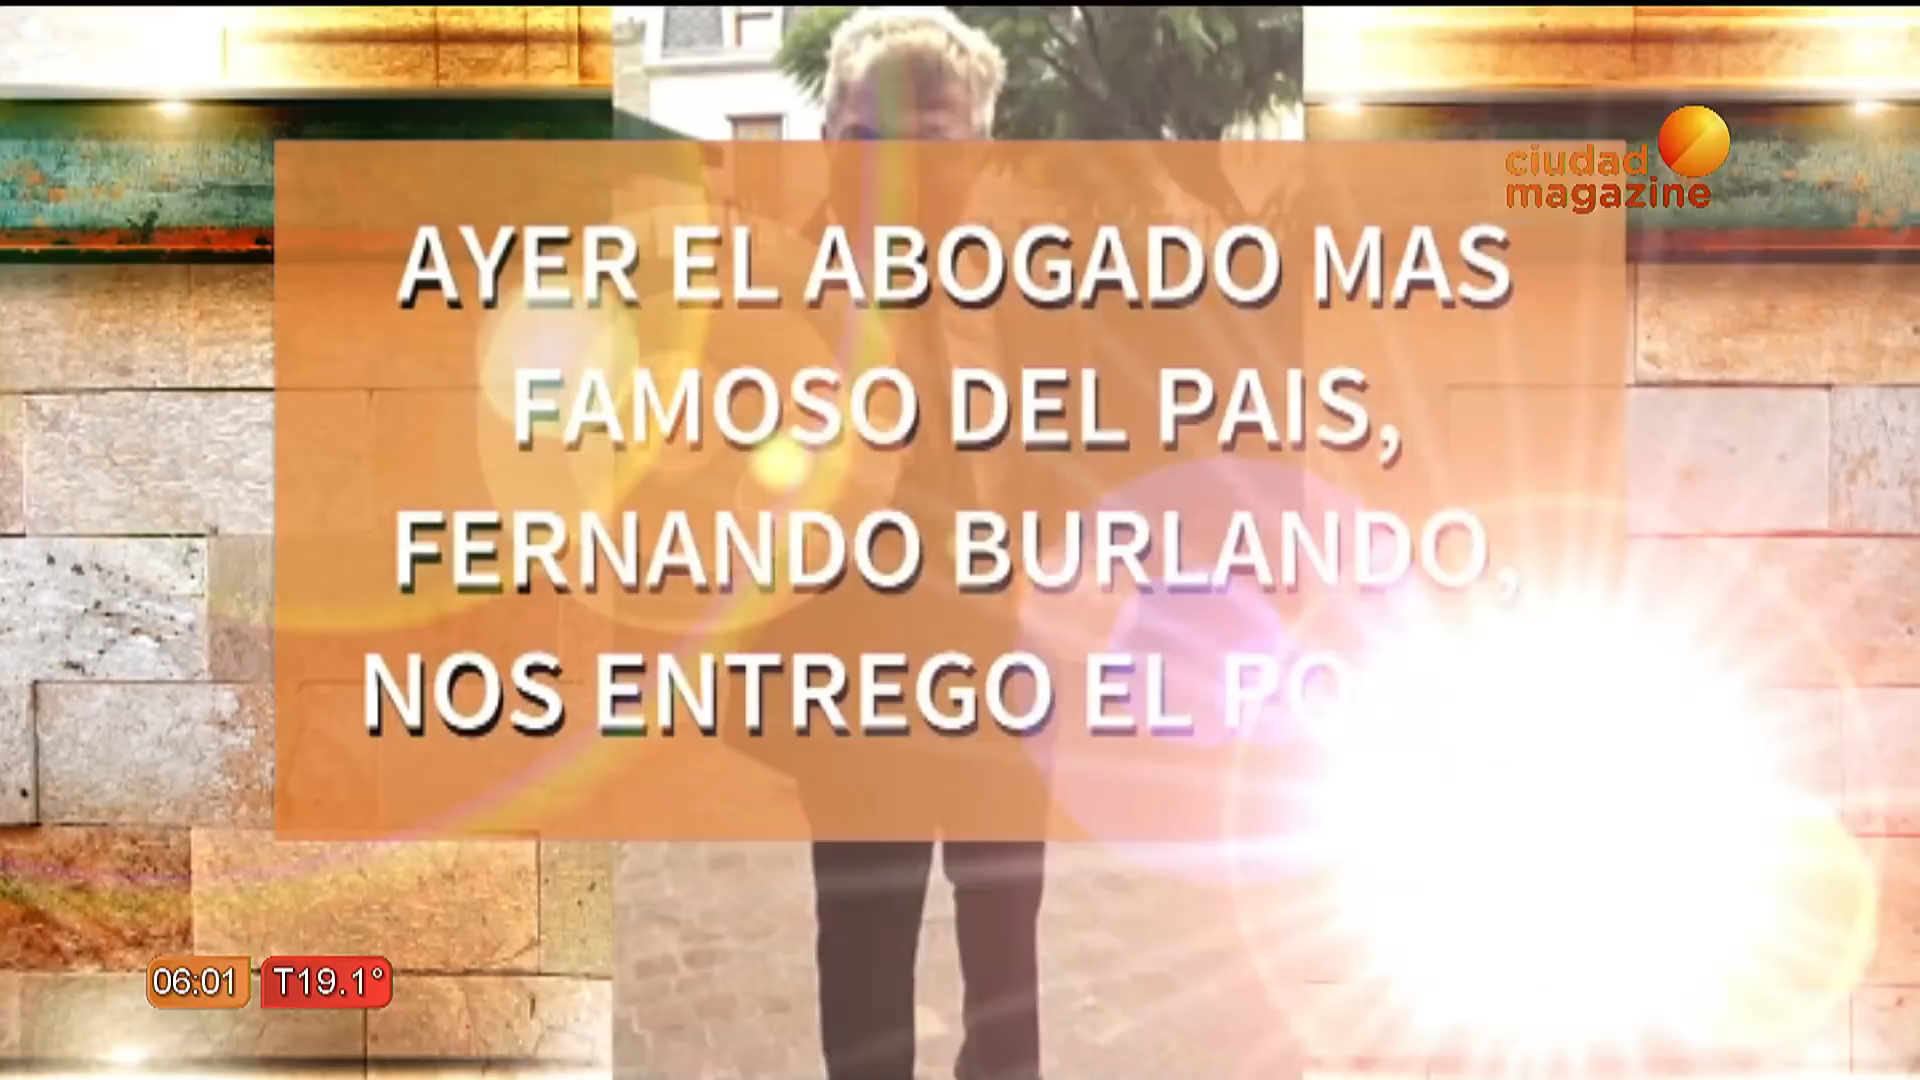 ciudad
magazine
AYER EL ABOGADO MAS
FAMOSO DEL PAIS,
FERNANDO BURLANDO,
NOS ENTREGO EL
06:01 T19.1°